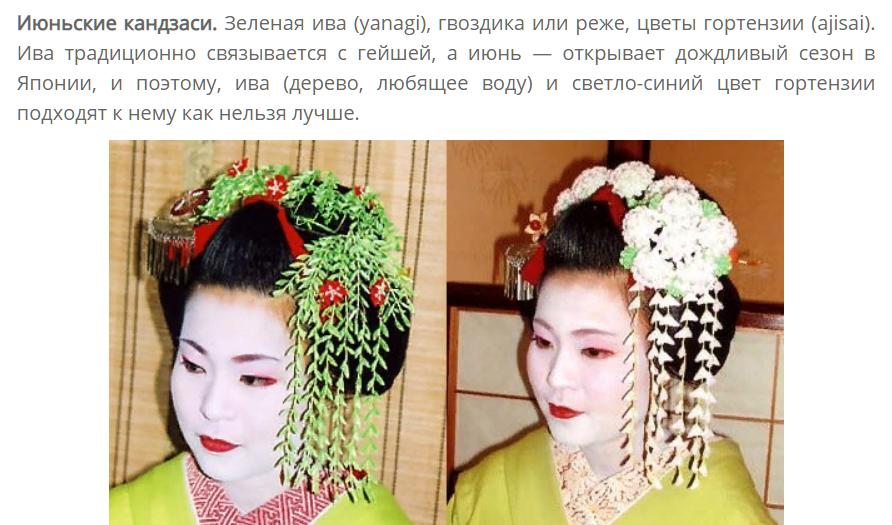 Июньские кандзаси. Зеленая ива (yanagi), гвоздика или реже, цветы гортензии (ajisai).
Ива традиционно связывается с гейшей, а июнь — открывает дождливый сезон в
Японии, и поэтому, ива (дерево, любящее воду) и светло-синий цвет гортензии
подходят к нему как нельзя лучше.